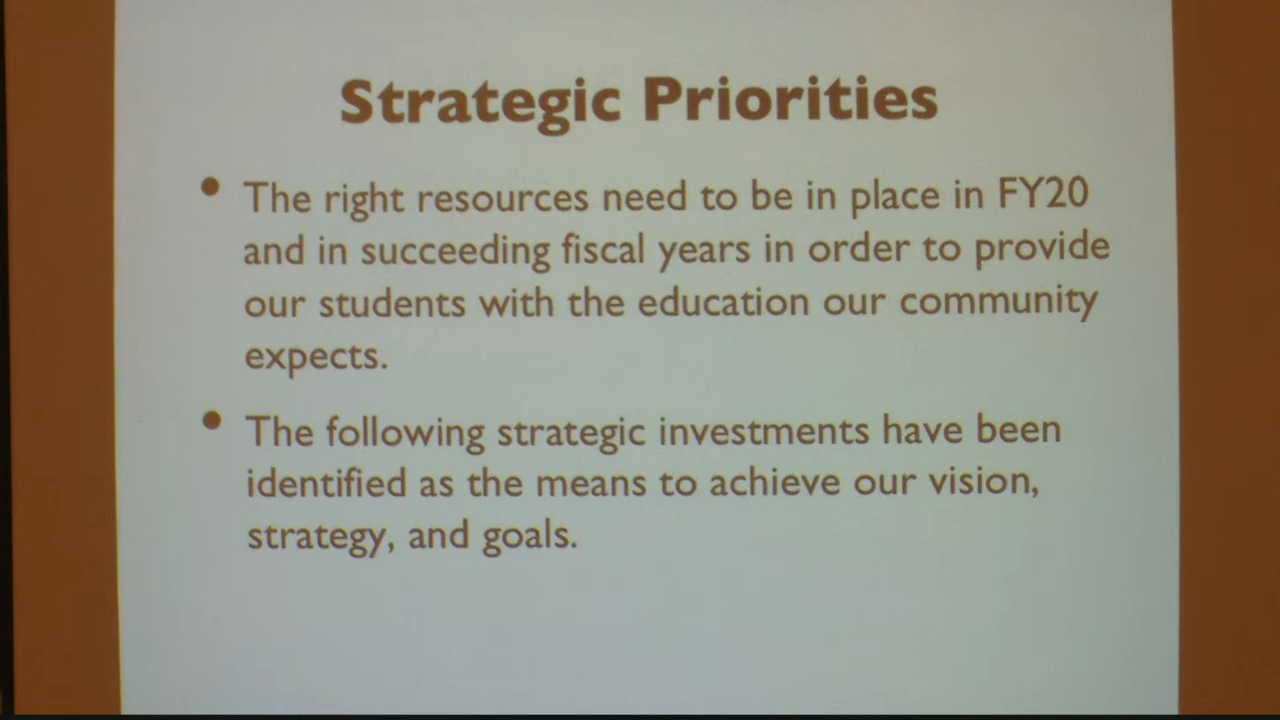 Strategic Priorities
• The right resources need to be in place in FY20
and in succeeding fiscal years in order to provide
our students with the education our community
expects.
• The following strategic investments have been
identified as the means to achieve our vision,
strategy, and goals.